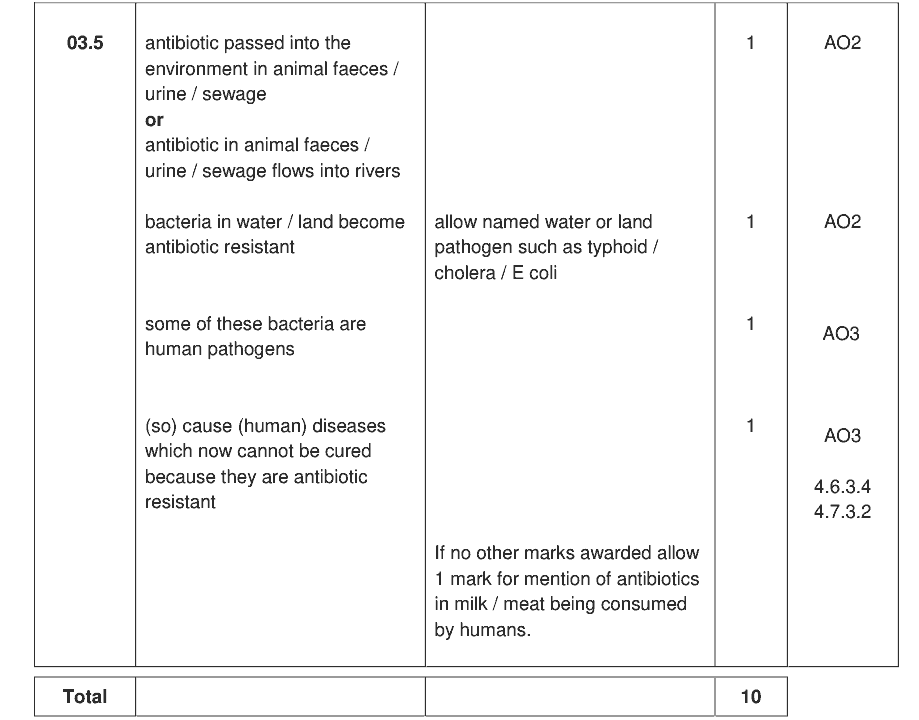 03.5
antibiotic passed into the
environment in animal faeces /
urine / sewage
or
antibiotic in animal faeces /
urine / sewage flows into rivers
1
AO2
bacteria in water / land become
antibiotic resistant
allow named water or land
pathogen such as typhoid /
cholera / E coli
1
AO2
some of these bacteria are
human pathogens
1
AO3
(so) cause (human) diseases
which now cannot be cured
because they are antibiotic
resistant
1
AO3
4.6.3.4
4.7.3.2
If no other marks awarded allow
1 mark for mention of antibiotics
in milk / meat being consumed
by humans.
Total
10